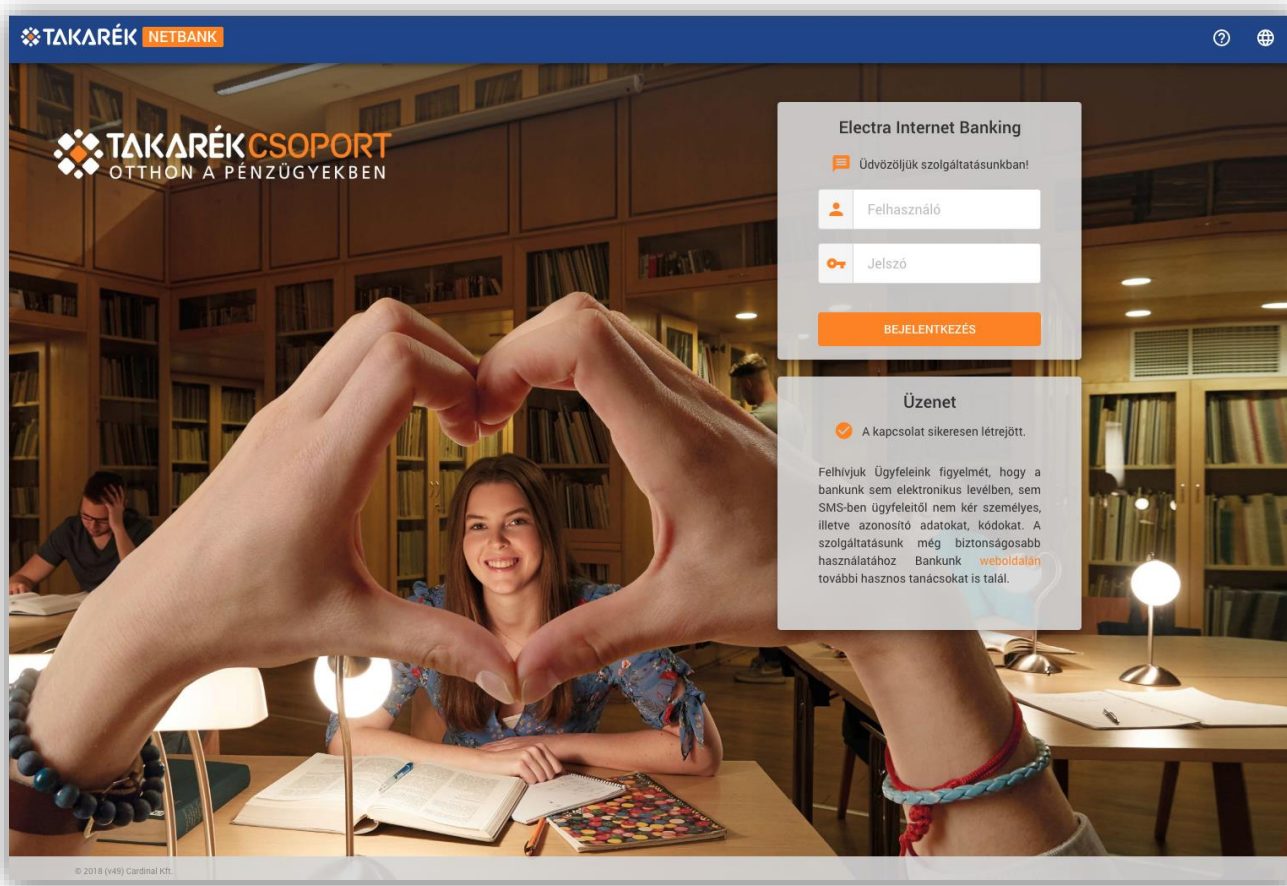 TAKARÉK NETBANK
TAKARÉKCSOPORT
OTTHON A PÉNZÜGYEKBEN
Electra Internet Banking
Üdvözöljük szolgáltatásunkban!
Felhasználó
Jelszó
BEJELENTKEZÉS
Üzenet
A kapcsolat sikeresen létrejött.
Felhívjuk Ügyfeleink figyelmét, hogy a
bankunk sem elektronikus levélben, sem
SMS-ben ügyfeleitől nem kér személyes,
illetve azonosító adatokat, kódokat. A
szolgáltatásunk még biztonságosabb
használatához Bankunk weboldalán
további hasznos tanácsokat is talál.
© 2018 (v49) Cardinal Kft.